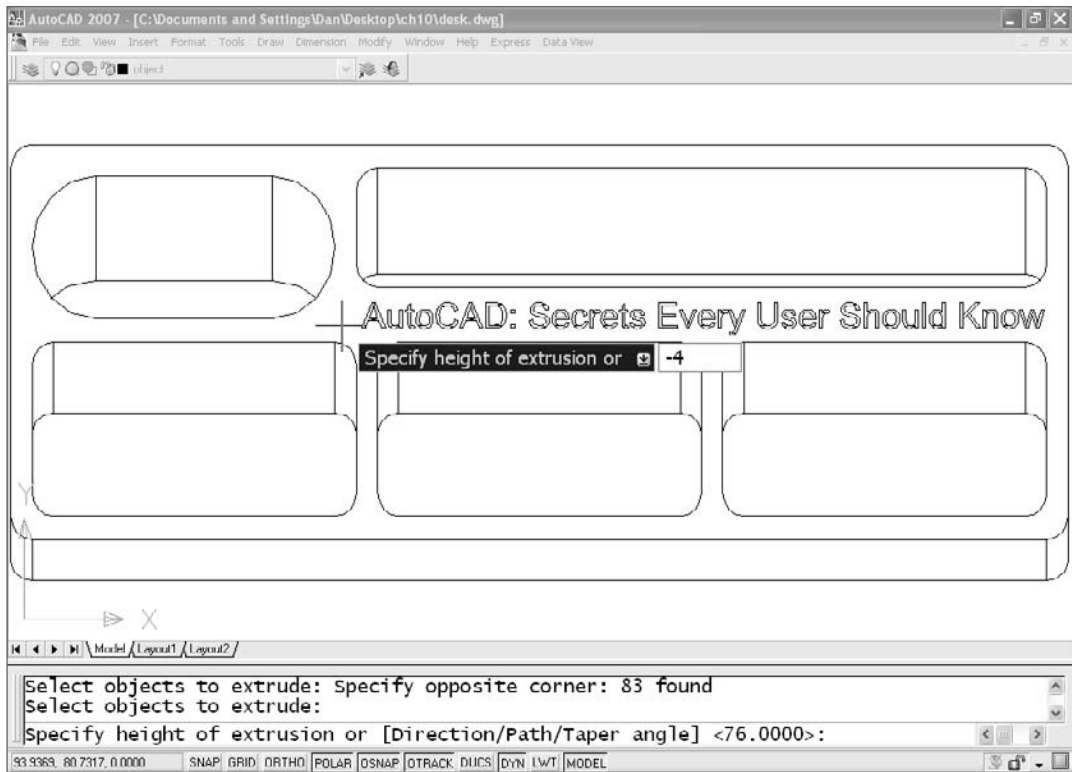 AutoCAD 2007 - [C:\Documents and Settings\Dan\Desktop\ch10\desk.dwg]
File Edit View Insert Format Tools Draw Dimension Modify Window Help Express Data View
object
AutoCAD: Secrets Every User Should Know
Specify height of extrusion or -4
Y
X
Model Layout1 Layout2
Select objects to extrude: Specify opposite corner: 83 found
Select objects to extrude:
Specify height of extrusion or [Direction/Path/Taper angle] <76.0000>:
93.9369, 80.7317, 0.0000 SNAP GRID ORTHO POLAR OSNAP OTRACK DUCS DYN LWT MODEL